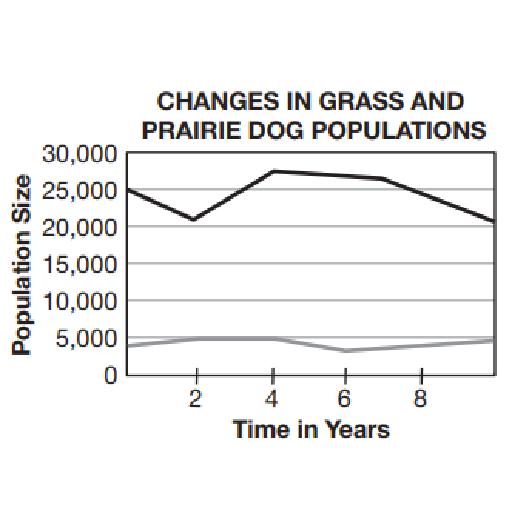 CHANGES IN GRASS AND
PRAIRIE DOG POPULATIONS
Population Size
30,000
25,000
20,000
15,000
10,000
5,000
0
2 4 6 8
Time in Years